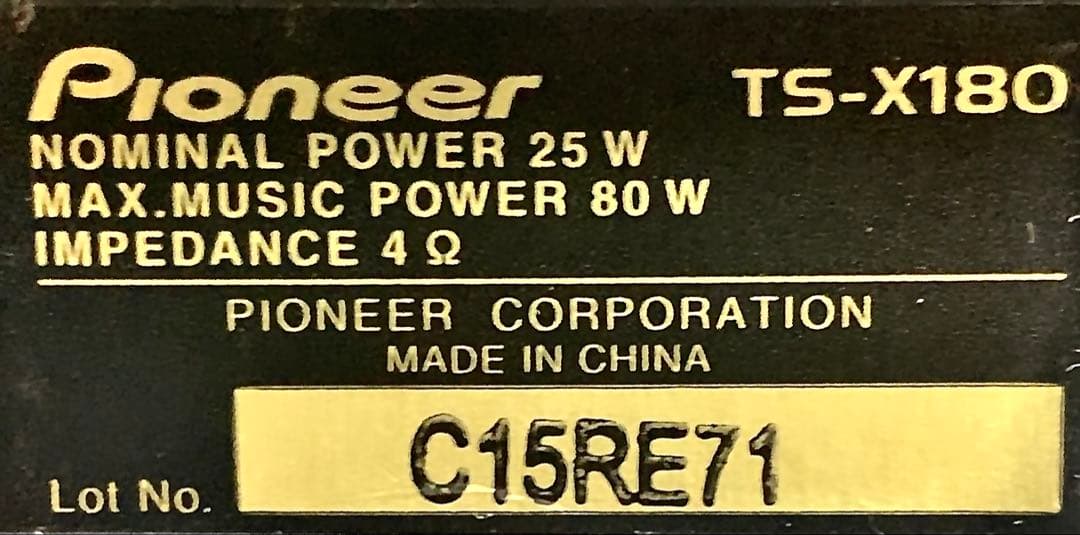 Pioneer TS-X180
NOMINAL POWER 25 W
MAX.MUSIC POWER 80 W
IMPEDANCE 4 Ω
PIONEER CORPORATION
MADE IN CHINA
Lot No. C15RE71